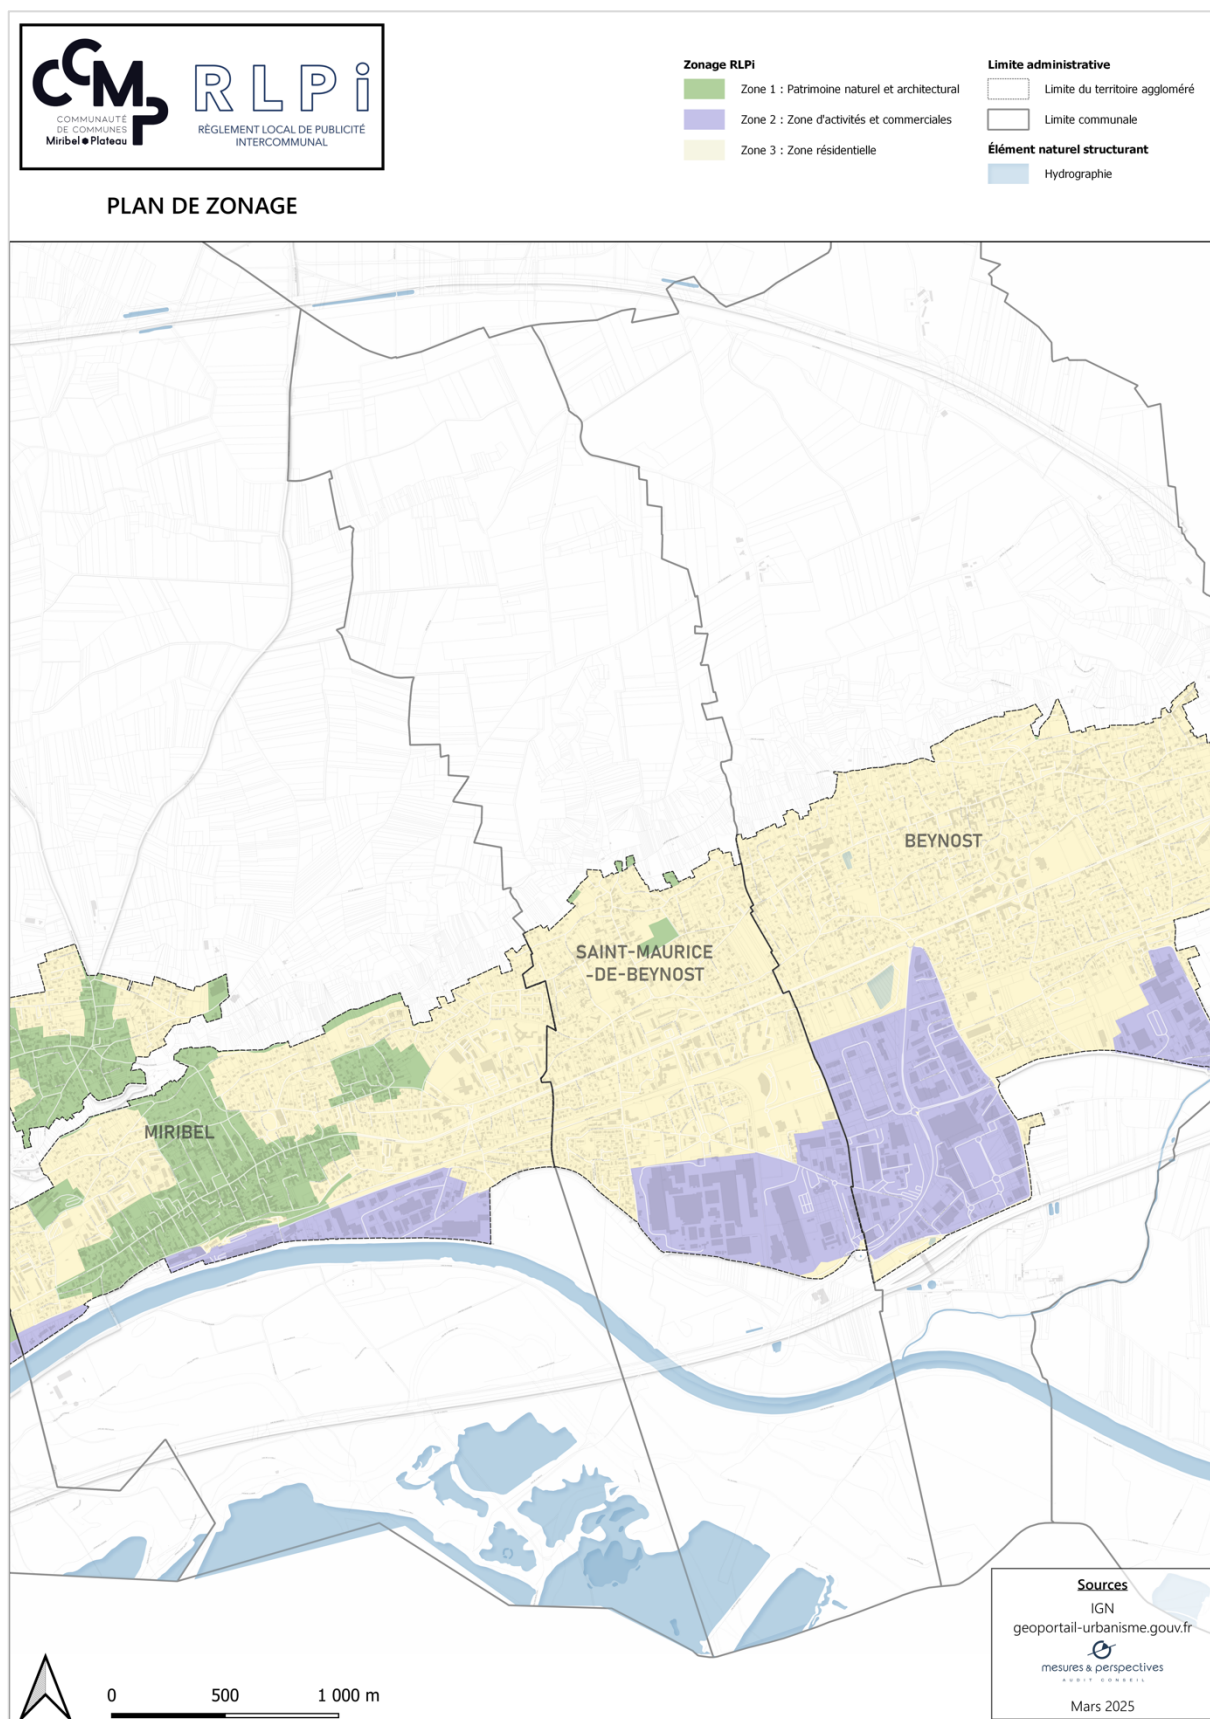 CCMP
COMMUNAUTÉ
DE COMMUNES
Miribel Plateau
RLPi
RÈGLEMENT LOCAL DE PUBLICITÉ
INTERCOMMUNAL
PLAN DE ZONAGE
Zonage RLPi
Zone 1 : Patrimoine naturel et architectural
Zone 2 : Zone d'activités et commerciales
Zone 3 : Zone résidentielle
Limite administrative
Limite du territoire aggloméré
Limite communale
Élément naturel structurant
Hydrographie
BEYNOST
SAINT-MAURICE
-DE-BEYNOST
MIRIBEL
Sources
IGN
geoportail-urbanisme.gouv.fr
mesures & perspectives
AUDIT CONSEIL
Mars 2025
0 500 1 000 m